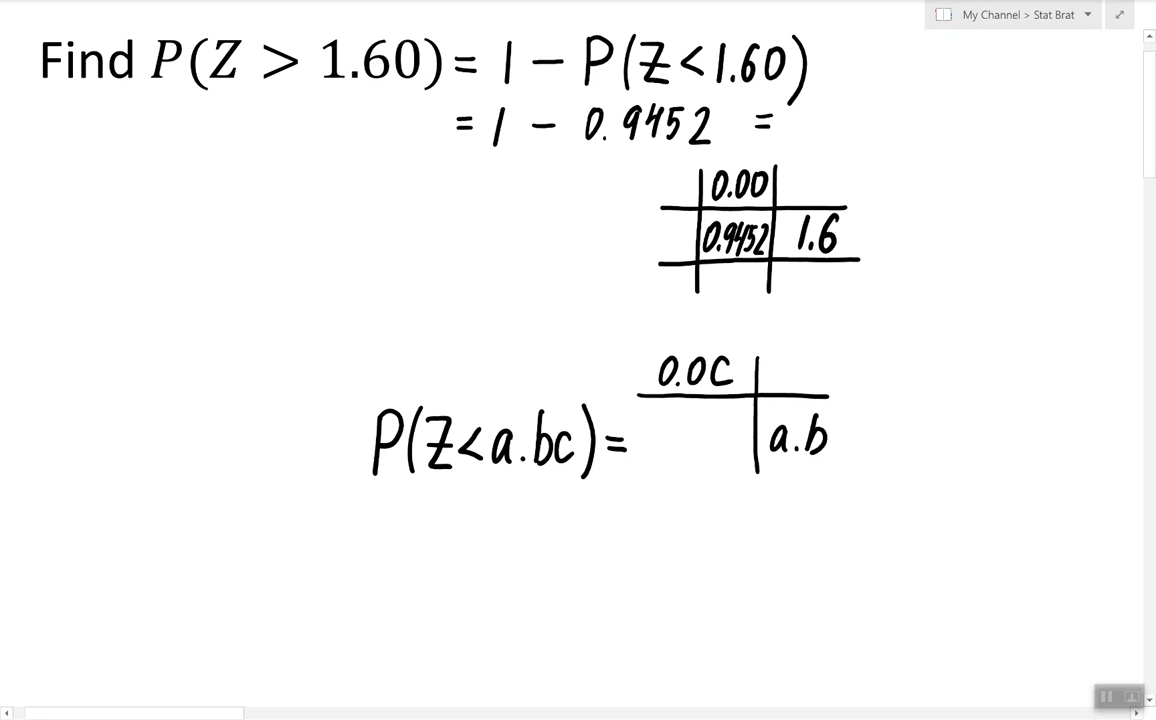 My Channel > Stat Brat
Find P(Z > 1.60) = 1 − P(Z < 1.60)
= 1 − 0.9452 =
0.00
0.9452 1.6
0.0C
P(Z < a.bc) = a.b